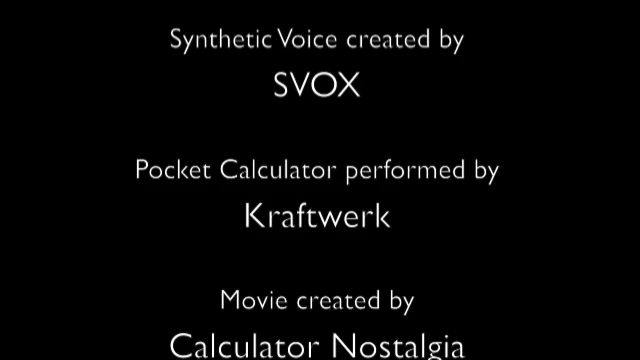 Synthetic Voice created by
SVOX
Pocket Calculator performed by
Kraftwerk
Movie created by
Calculator Nostalgia